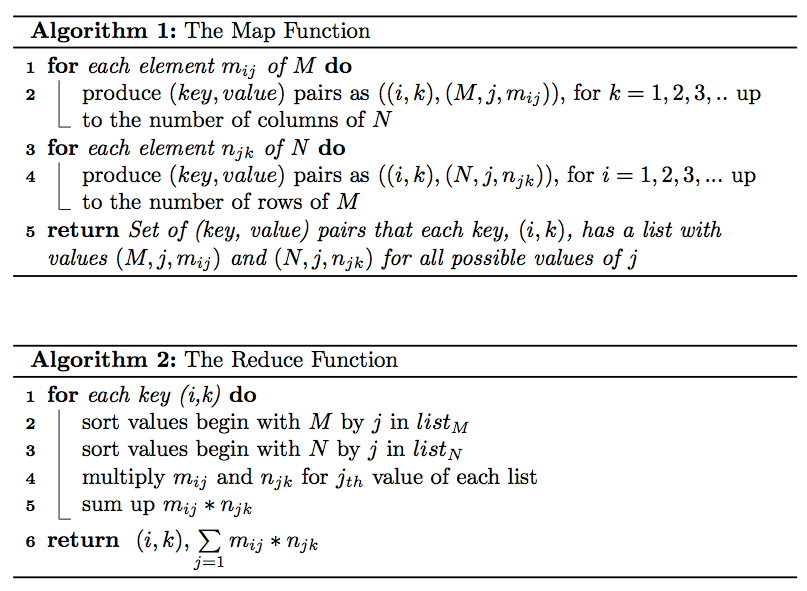 Algorithm 1: The Map Function
1 for each element m_ij of M do
2 produce (key, value) pairs as ((i, k), (M, j, m_ij)), for k = 1, 2, 3, .. up
to the number of columns of N
3 for each element n_jk of N do
4 produce (key, value) pairs as ((i, k), (N, j, n_jk)), for i = 1, 2, 3, ... up
to the number of rows of M
5 return Set of (key, value) pairs that each key, (i, k), has a list with
values (M, j, m_ij) and (N, j, n_jk) for all possible values of j
Algorithm 2: The Reduce Function
1 for each key (i,k) do
2 sort values begin with M by j in list_M
3 sort values begin with N by j in list_N
4 multiply m_ij and n_jk for j_th value of each list
5 sum up m_ij * n_jk
6 return (i, k), ∑_{j=1} m_ij * n_jk